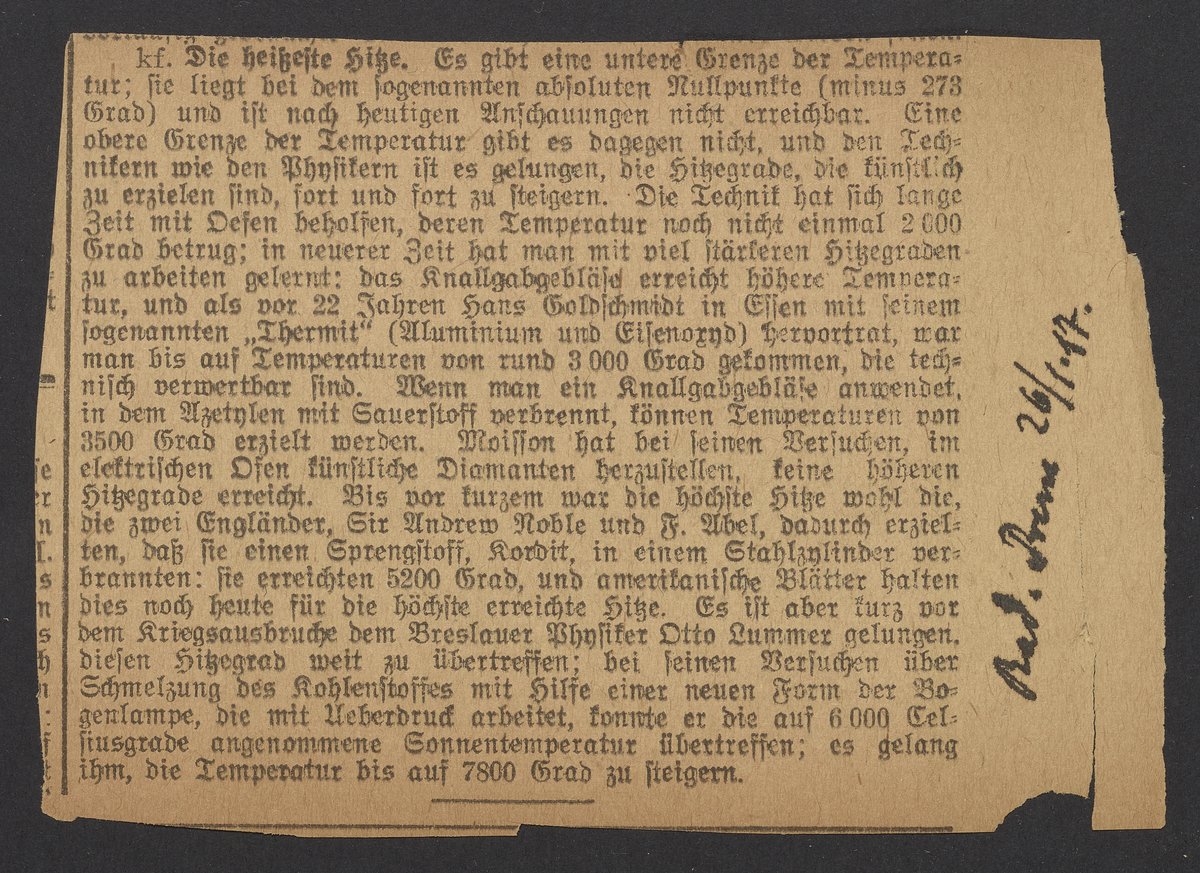 kf. Die heißeste Hitze. Es gibt eine untere Grenze der Tempera-
tur; sie liegt bei dem sogenannten absoluten Nullpunkte (minus 273
Grad) und ist nach heutigen Anschauungen nicht erreichbar. Eine
obere Grenze der Temperatur gibt es dagegen nicht, und den Tech-
nikern wie den Physikern ist es gelungen, die Hitzegrade, die künstlich
zu erzielen sind, fort und fort zu steigern. Die Technik hat sich lange
Zeit mit Oefen beholfen, deren Temperatur noch nicht einmal 2 000
Grad betrug; in neuerer Zeit hat man mit viel stärkeren Hitzegraden
zu arbeiten gelernt: das Knallgabgebläse erreicht höhere Tempera-
tur, und als vor 22 Jahren Hans Goldschmidt in Essen mit seinem
sogenannten „Thermit“ (Aluminium und Eisenoxyd) hervortrat, war
man bis auf Temperaturen von rund 3 000 Grad gekommen, die tech-
nisch verwertbar sind. Wenn man ein Knallgabgebläse anwendet,
in dem Azetylen mit Sauerstoff verbrennt, können Temperaturen von
3500 Grad erzielt werden. Moisson hat bei seinen Versuchen, im
elektrischen Ofen künstliche Diamanten herzustellen, keine höheren
Hitzegrade erreicht. Bis vor kurzem war die höchste Hitze wohl die,
die zwei Engländer, Sir Andrew Noble und F. Abel, dadurch erziel-
ten, daß sie einen Sprengstoff, Kordit, in einem Stahlzylinder ver-
brannten: sie erreichten 5200 Grad, und amerikanische Blätter halten
dies noch heute für die höchste erreichte Hitze. Es ist aber kurz vor
dem Kriegsausbruche dem Breslauer Physiker Otto Lummer gelungen,
diesen Hitzegrad weit zu übertreffen; bei seinen Versuchen über
Schmelzung des Kohlenstoffes mit Hilfe einer neuen Form der Bo-
genlampe, die mit Ueberdruck arbeitet, konnte er die auf 6 000 Cel-
siusgrade angenommene Sonnentemperatur übertreffen; es gelang
ihm, die Temperatur bis auf 7800 Grad zu steigern.
26/1.17.